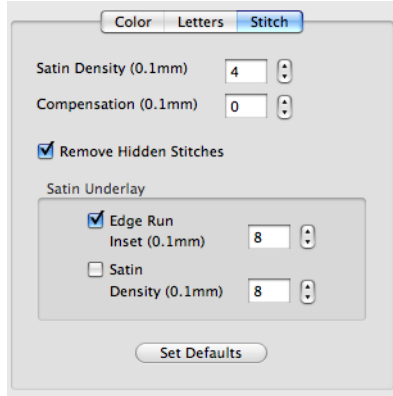 Color Letters Stitch
Satin Density (0.1mm) 4
Compensation (0.1mm) 0
Remove Hidden Stitches
Satin Underlay
Edge Run
Inset (0.1mm) 8
Satin
Density (0.1mm) 8
Set Defaults